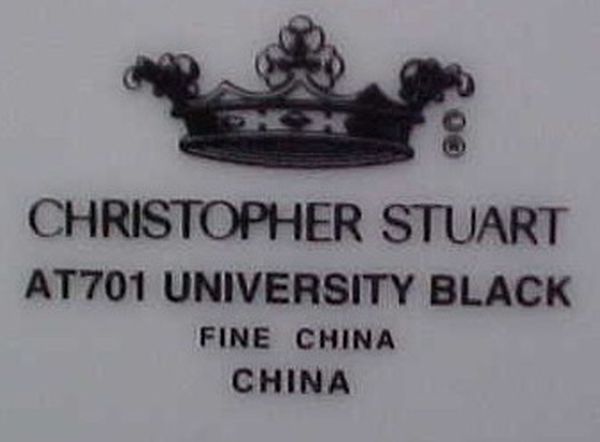 ©
®
CHRISTOPHER STUART
AT701 UNIVERSITY BLACK
FINE CHINA
CHINA